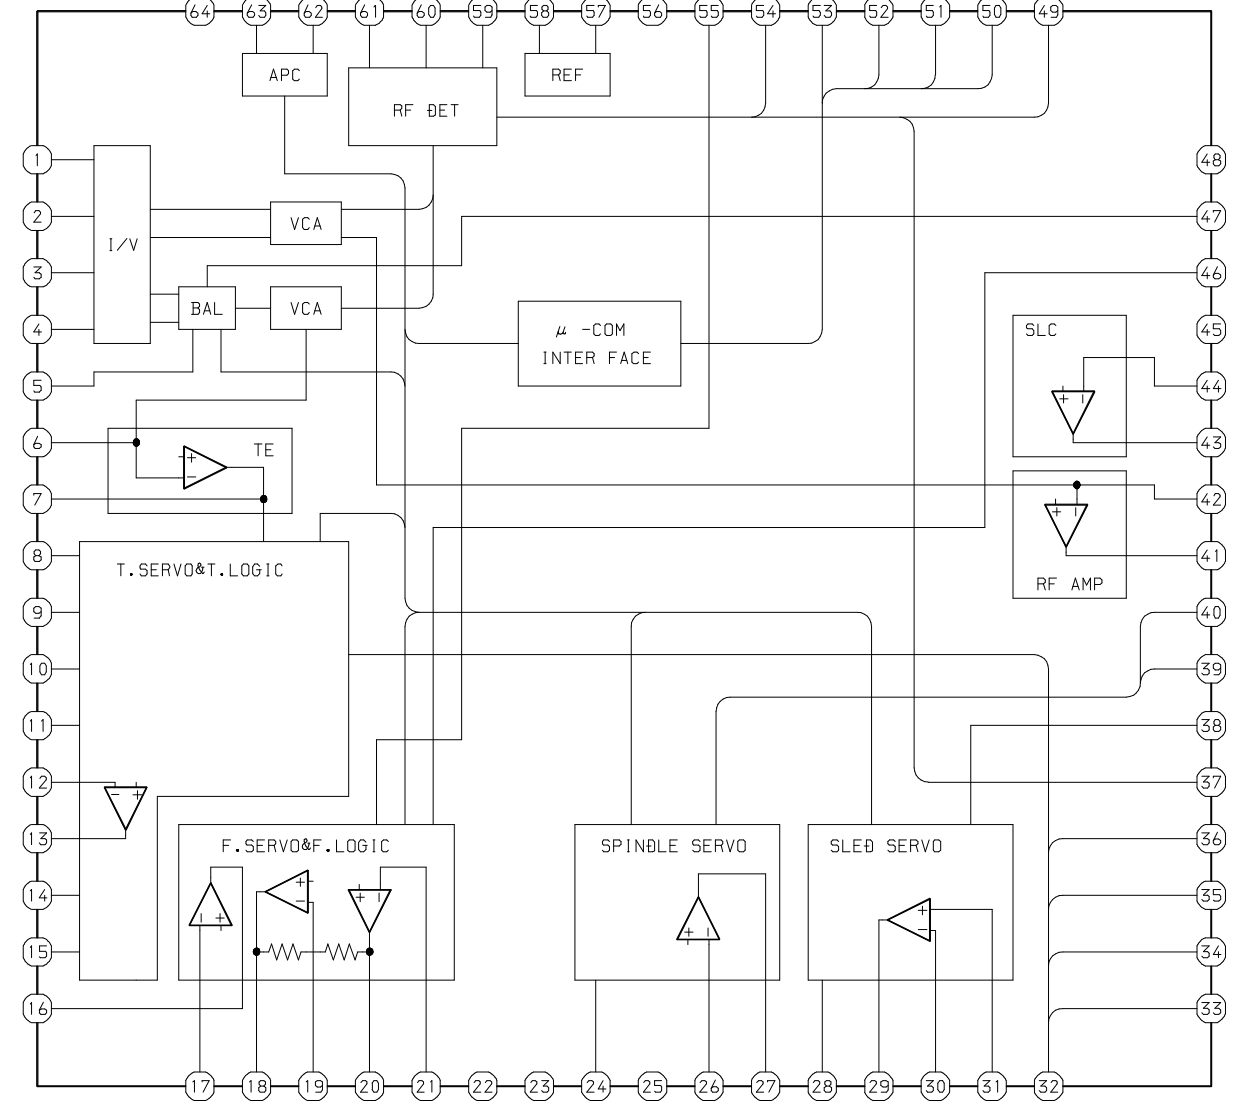 64 63 62 61 60 59 58 57 56 55 54 53 52 51 50 49
APC
REF
RF DET
1
48
2
47
VCA
I/V
3
46
BAL
VCA
4
45
μ -COM
SLC
INTER FACE
5
44
6
43
TE
7
42
8
41
T.SERVO&T.LOGIC
RF AMP
9
40
10
39
11
38
12
37
- +
13
36
F.SERVO&F.LOGIC
SPINDLE SERVO
SLED SERVO
14
35
15
34
16
33
17 18 19 20 21 22 23 24 25 26 27 28 29 30 31 32